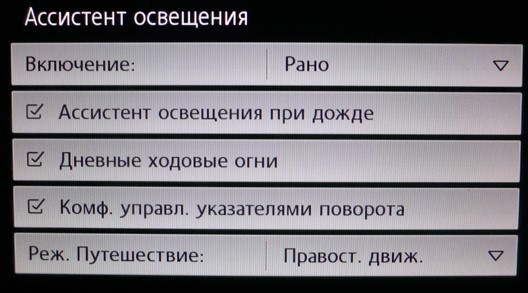 Ассистент освещения
Включение: Рано
Ассистент освещения при дожде
Дневные ходовые огни
Комф. управл. указателями поворота
Реж. Путешествие: Правост. движ.